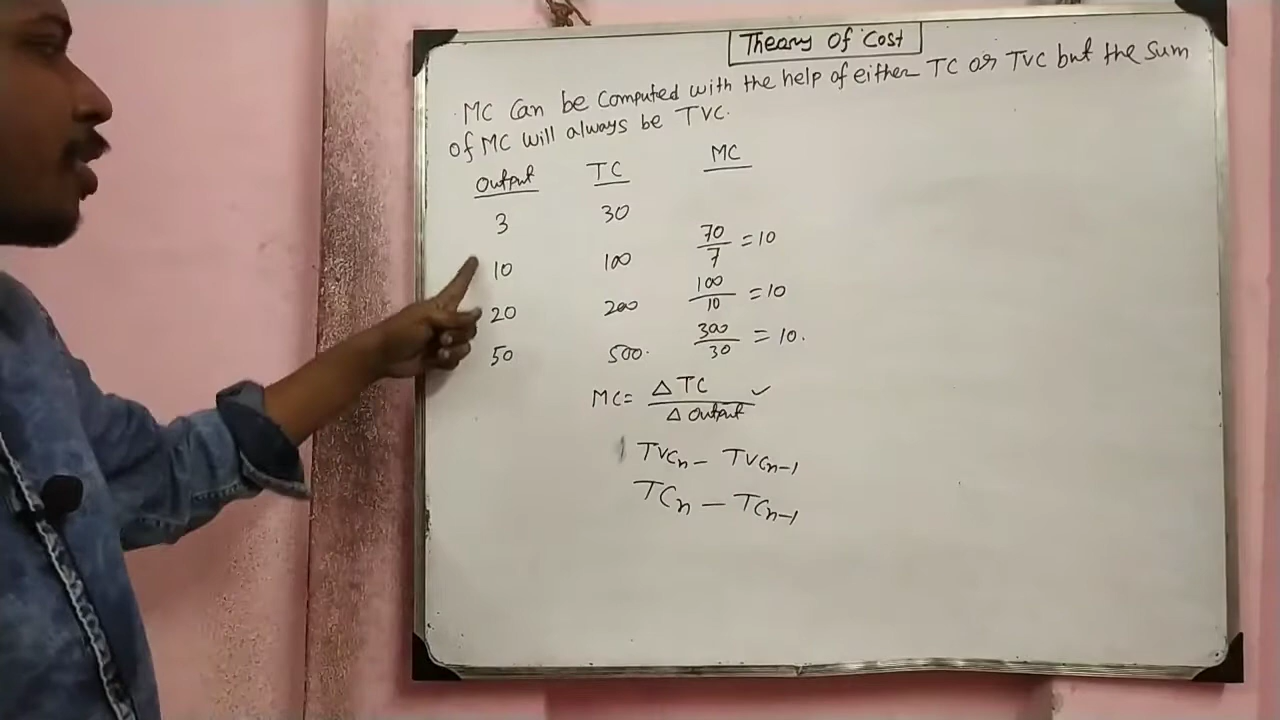 Theory Of Cost
MC Can be Computed with the help of either TC or TVC but the sum
of MC will always be TVC.
Output TC MC
3 30
10 100 70/7 = 10
20 200 100/10 = 10
50 500. 300/30 = 10.
MC = Δ TC / Δ output ✓
TVCn - TVCn-1
TCn - TCn-1